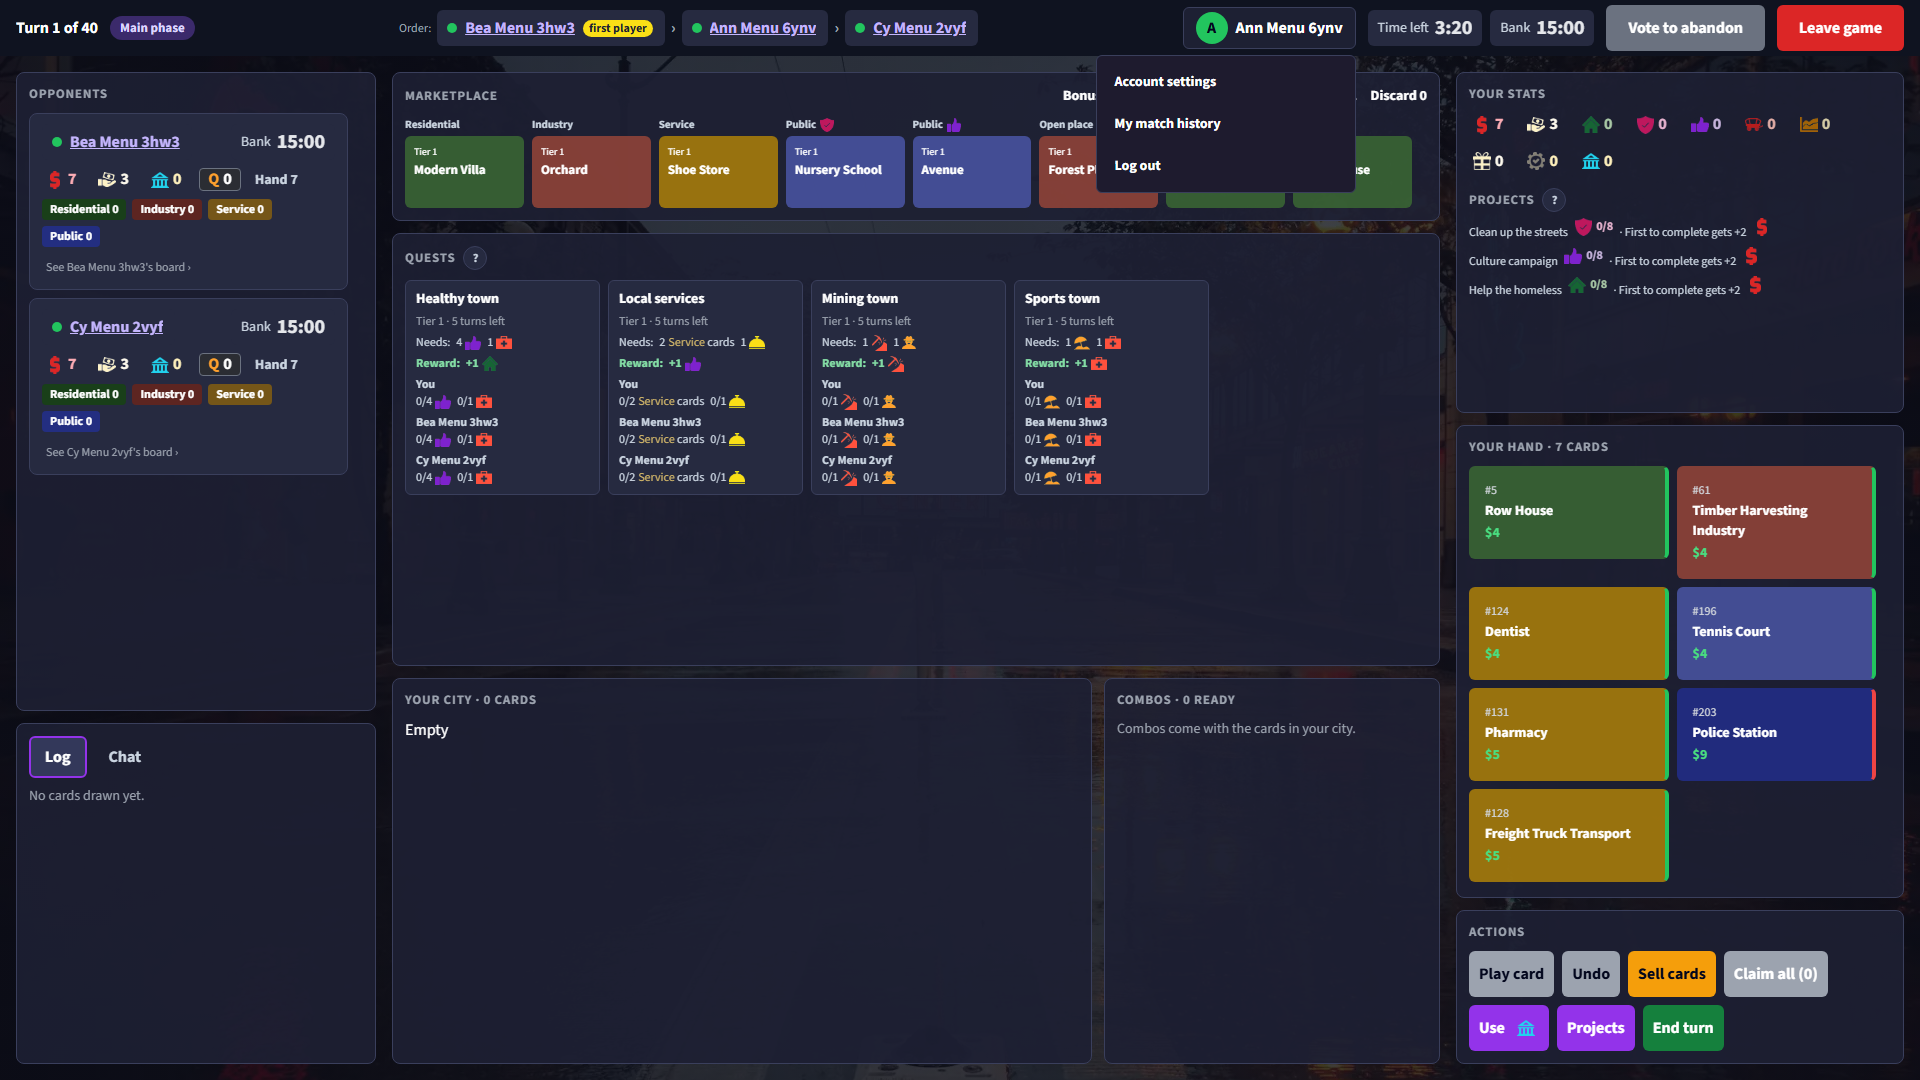 Turn 1 of 40 Main phase
Order: Bea Menu 3hw3 first player › Ann Menu 6ynv › Cy Menu 2vyf
A Ann Menu 6ynv
Time left 3:20
Bank 15:00
Vote to abandon
Leave game
Account settings
My match history
Log out
OPPONENTS
Bea Menu 3hw3 Bank 15:00
7 3 0 Q 0 Hand 7
Residential 0 Industry 0 Service 0
Public 0
See Bea Menu 3hw3's board ›
Cy Menu 2vyf Bank 15:00
7 3 0 Q 0 Hand 7
Residential 0 Industry 0 Service 0
Public 0
See Cy Menu 2vyf's board ›
Log Chat
No cards drawn yet.
MARKETPLACE
Discard 0
Residential Industry Service Public Public Open place
Tier 1 Tier 1 Tier 1 Tier 1 Tier 1 Tier 1
Modern Villa Orchard Shoe Store Nursery School Avenue Forest
QUESTS ?
Healthy town
Tier 1 · 5 turns left
Needs: 4 1
Reward: +1
You
0/4 0/1
Bea Menu 3hw3
0/4 0/1
Cy Menu 2vyf
0/4 0/1
Local services
Tier 1 · 5 turns left
Needs: 2 Service cards 1
Reward: +1
You
0/2 Service cards 0/1
Bea Menu 3hw3
0/2 Service cards 0/1
Cy Menu 2vyf
0/2 Service cards 0/1
Mining town
Tier 1 · 5 turns left
Needs: 1 1
Reward: +1
You
0/1 0/1
Bea Menu 3hw3
0/1 0/1
Cy Menu 2vyf
0/1 0/1
Sports town
Tier 1 · 5 turns left
Needs: 1 1
Reward: +1
You
0/1 0/1
Bea Menu 3hw3
0/1 0/1
Cy Menu 2vyf
0/1 0/1
YOUR CITY · 0 CARDS
Empty
COMBOS · 0 READY
Combos come with the cards in your city.
YOUR STATS
$ 7 3 0 0 0 0 0
0 0 0
PROJECTS ?
Clean up the streets 0/8 · First to complete gets +2 $
Culture campaign 0/8 · First to complete gets +2 $
Help the homeless 0/8 · First to complete gets +2 $
YOUR HAND · 7 CARDS
#5
Row House
$4
#61
Timber Harvesting
Industry
$4
#124
Dentist
$4
#196
Tennis Court
$4
#131
Pharmacy
$5
#203
Police Station
$9
#128
Freight Truck Transport
$5
ACTIONS
Play card Undo Sell cards Claim all (0)
Use Projects End turn